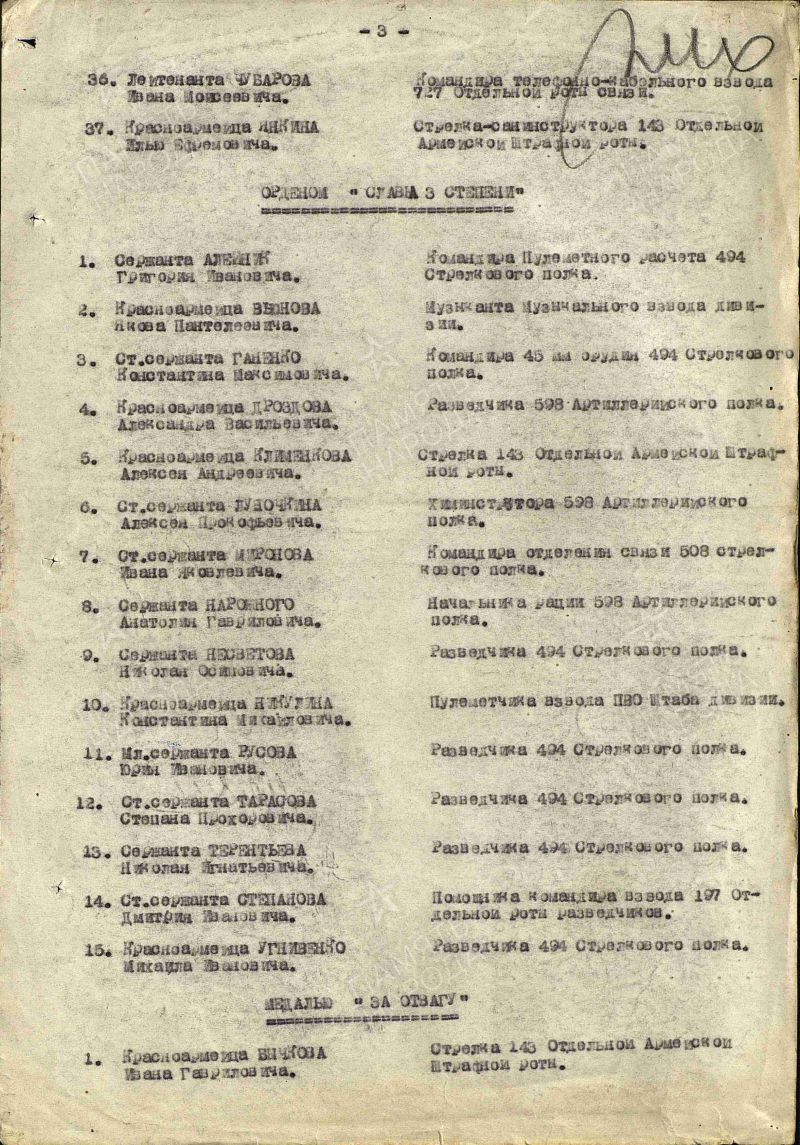 - 3 -
36. Лейтенанта ЧУБАРОВА
Ивана Моисеевича.
Командира телефонно-кабельного взвода
727 Отдельной роты связи.
37. Красноармейца ЯНКИНА
Илью Ефремовича.
Стрелка-санинструктора 143 Отдельной
Армейской Штрафной роты.
ОРДЕНОМ " СЛАВЫ 3 СТЕПЕНИ"
1. Сержанта АЛЕЙНИК
Григория Ивановича.
Командира Пулеметного расчета 494
Стрелкового полка.
2. Красноармейца ВЬЮНОВА
Якова Пантелеевича.
Музыканта Музыкального взвода диви-
зии.
3. Ст.сержанта ГАНЕНКО
Константина Максимовича.
Командира 45 мм орудия 494 Стрелкового
полка.
4. Красноармейца ДРОЗДОВА
Александра Васильевича.
Разведчика 598 Артиллерийского полка.
5. Красноармейца КЛИМЕНКОВА
Алексея Андреевича.
Стрелка 143 Отдельной Армейской Штраф-
ной роты.
6. Ст.сержанта
Алексея Прокофьевича.
Химинструтора 598 Артиллерийского
полка.
7. Ст.сержанта МИРОНОВА
Ивана Яковлевича.
Командира отделения связи 508 стрел-
кового полка.
8. Сержанта НАРОЖНОГО
Анатолия Гавриловича.
Начальника рации 598 Артиллерийского
полка.
9. Сержанта НЕСВЕТОВА
Николая Осиповича.
Разведчика 494 Стрелкового полка.
10. Красноармейца НИКУЛИНА
Константина Михайловича.
Пулеметчика взвода ПВО Штаба дивизии.
11. Мл.сержанта РУСОВА
Юрия Ивановича.
Разведчика 494 Стрелкового полка.
12. Ст.сержанта ТАРАСОВА
Степана Прохоровича.
Разведчика 494 Стрелкового полка.
13. Сержанта ТЕРЕНТЬЕВА
Николая Игнатьевича.
Разведчика 494 Стрелкового полка.
14. Ст.сержанта СТЕПАНОВА
Дмитрия Ивановича.
Помощника командира взвода 197 От-
дельной роты разведчиков.
15. Красноармейца УГНИВЕНКО
Михаила Ивановича.
Разведчика 494 Стрелкового полка.
МЕДАЛЬЮ " ЗА ОТВАГУ"
1. Красноармейца БЫЧКОВА
Ивана Гавриловича.
Стрелка 143 Отдельной Армейской
Штрафной роты.